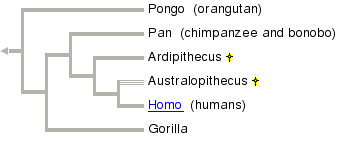 Pongo (orangutan)
Pan (chimpanzee and bonobo)
Ardipithecus †
Australopithecus †
Homo (humans)
Gorilla